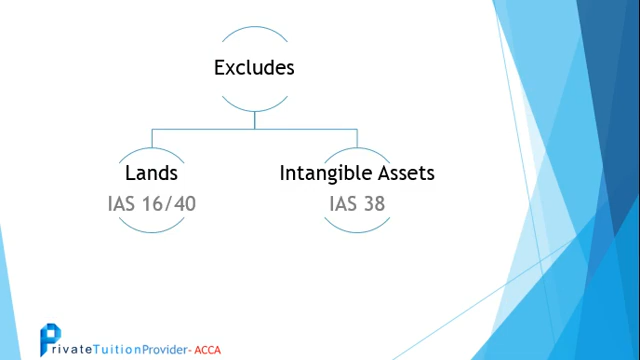 Excludes
Lands
IAS 16/40
Intangible Assets
IAS 38
PrivateTuitionProvider- ACCA